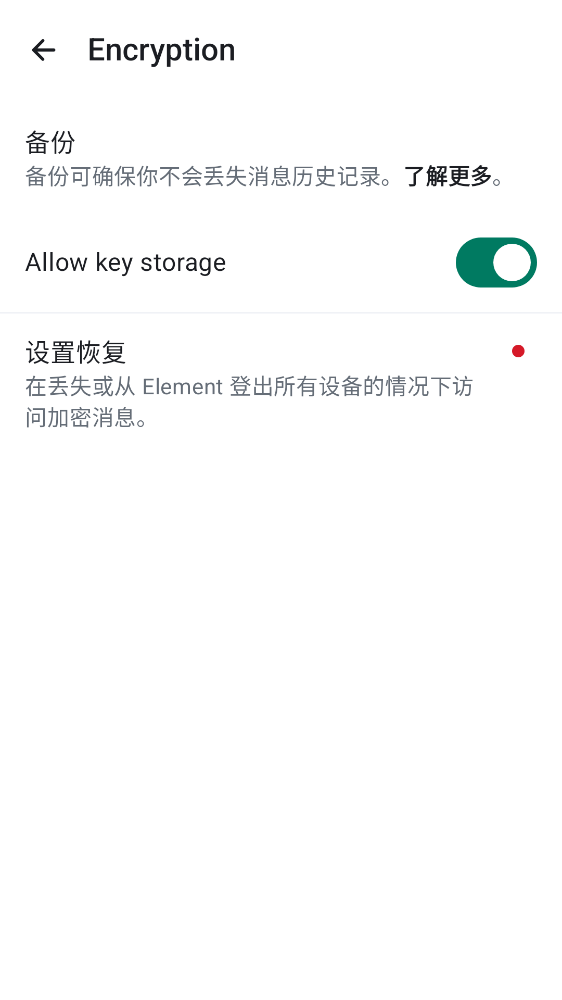 Encryption
备份
备份可确保你不会丢失消息历史记录。了解更多。
Allow key storage
设置恢复
在丢失或从 Element 登出所有设备的情况下访
问加密消息。